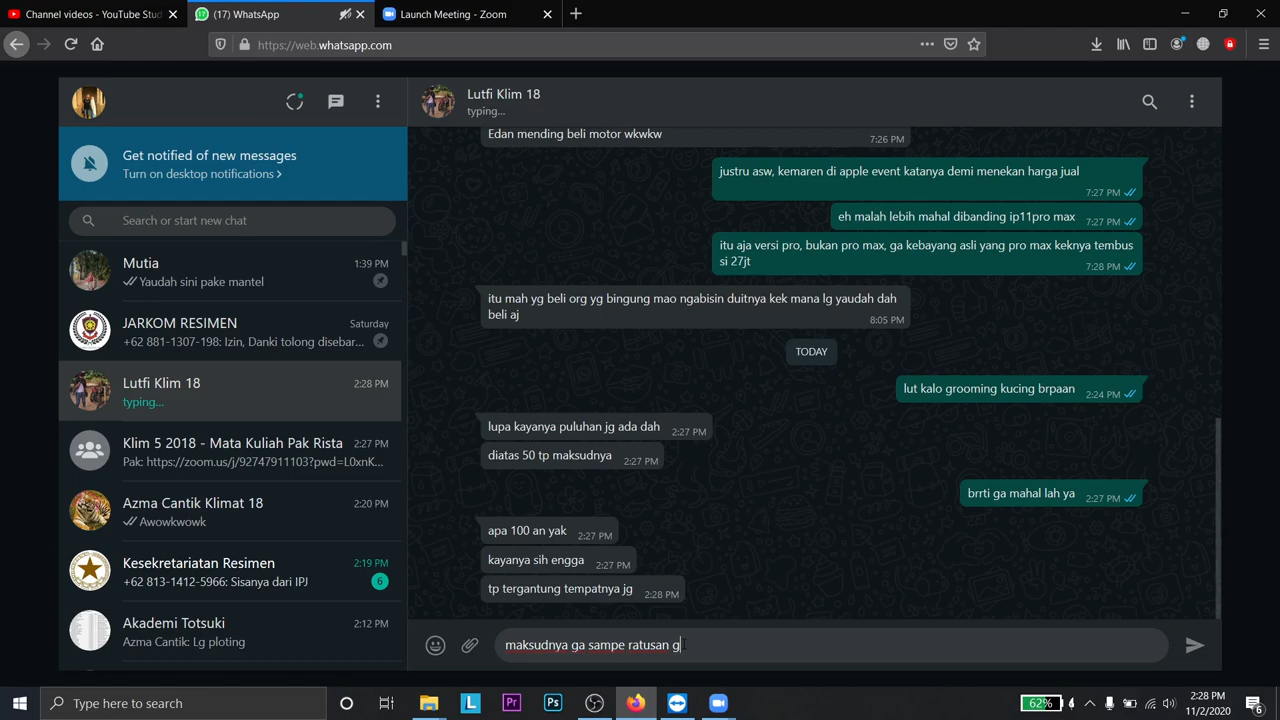 Channel videos - YouTube Stud
(17) WhatsApp
Launch Meeting - Zoom
https://web.whatsapp.com
Get notified of new messages
Turn on desktop notifications >
Search or start new chat
Mutia
1:39 PM
Yaudah sini pake mantel
JARKOM RESIMEN
Saturday
+62 881-1307-198: Izin, Danki tolong disebar...
Lutfi Klim 18
2:28 PM
typing...
Klim 5 2018 - Mata Kuliah Pak Rista
2:27 PM
Pak: https://zoom.us/j/92747911103?pwd=L0xnK...
Azma Cantik Klimat 18
2:20 PM
Awowkwowk
Kesekretariatan Resimen
2:19 PM
+62 813-1412-5966: Sisanya dari IPJ
6
Akademi Totsuki
2:12 PM
Azma Cantik: Lg ploting
Lutfi Klim 18
typing...
Edan mending beli motor wkwkw
7:26 PM
justru asw, kemaren di apple event katanya demi menekan harga jual
7:27 PM
eh malah lebih mahal dibanding ip11pro max
7:27 PM
itu aja versi pro, bukan pro max, ga kebayang asli yang pro max keknya tembus
si 27jt
7:28 PM
itu mah yg beli org yg bingung mao ngabisin duitnya kek mana lg yaudah dah
beli aj
8:05 PM
TODAY
lut kalo grooming kucing brpaan
2:24 PM
lupa kayanya puluhan jg ada dah
2:27 PM
diatas 50 tp maksudnya
2:27 PM
brrti ga mahal lah ya
2:27 PM
apa 100 an yak
2:27 PM
kayanya sih engga
2:27 PM
tp tergantung tempatnya jg
2:28 PM
maksudnya ga sampe ratusan g
Type here to search
L
Pr
Ps
62%
2:28 PM
11/2/2020
6